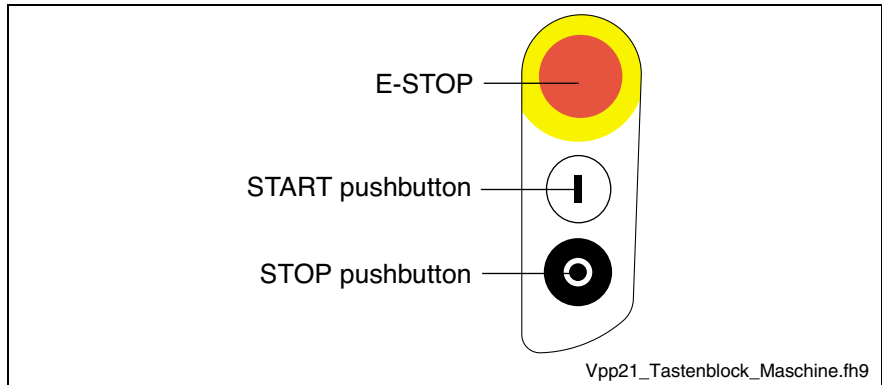 E-STOP
START pushbutton
STOP pushbutton
Vpp21_Tastenblock_Maschine.fh9